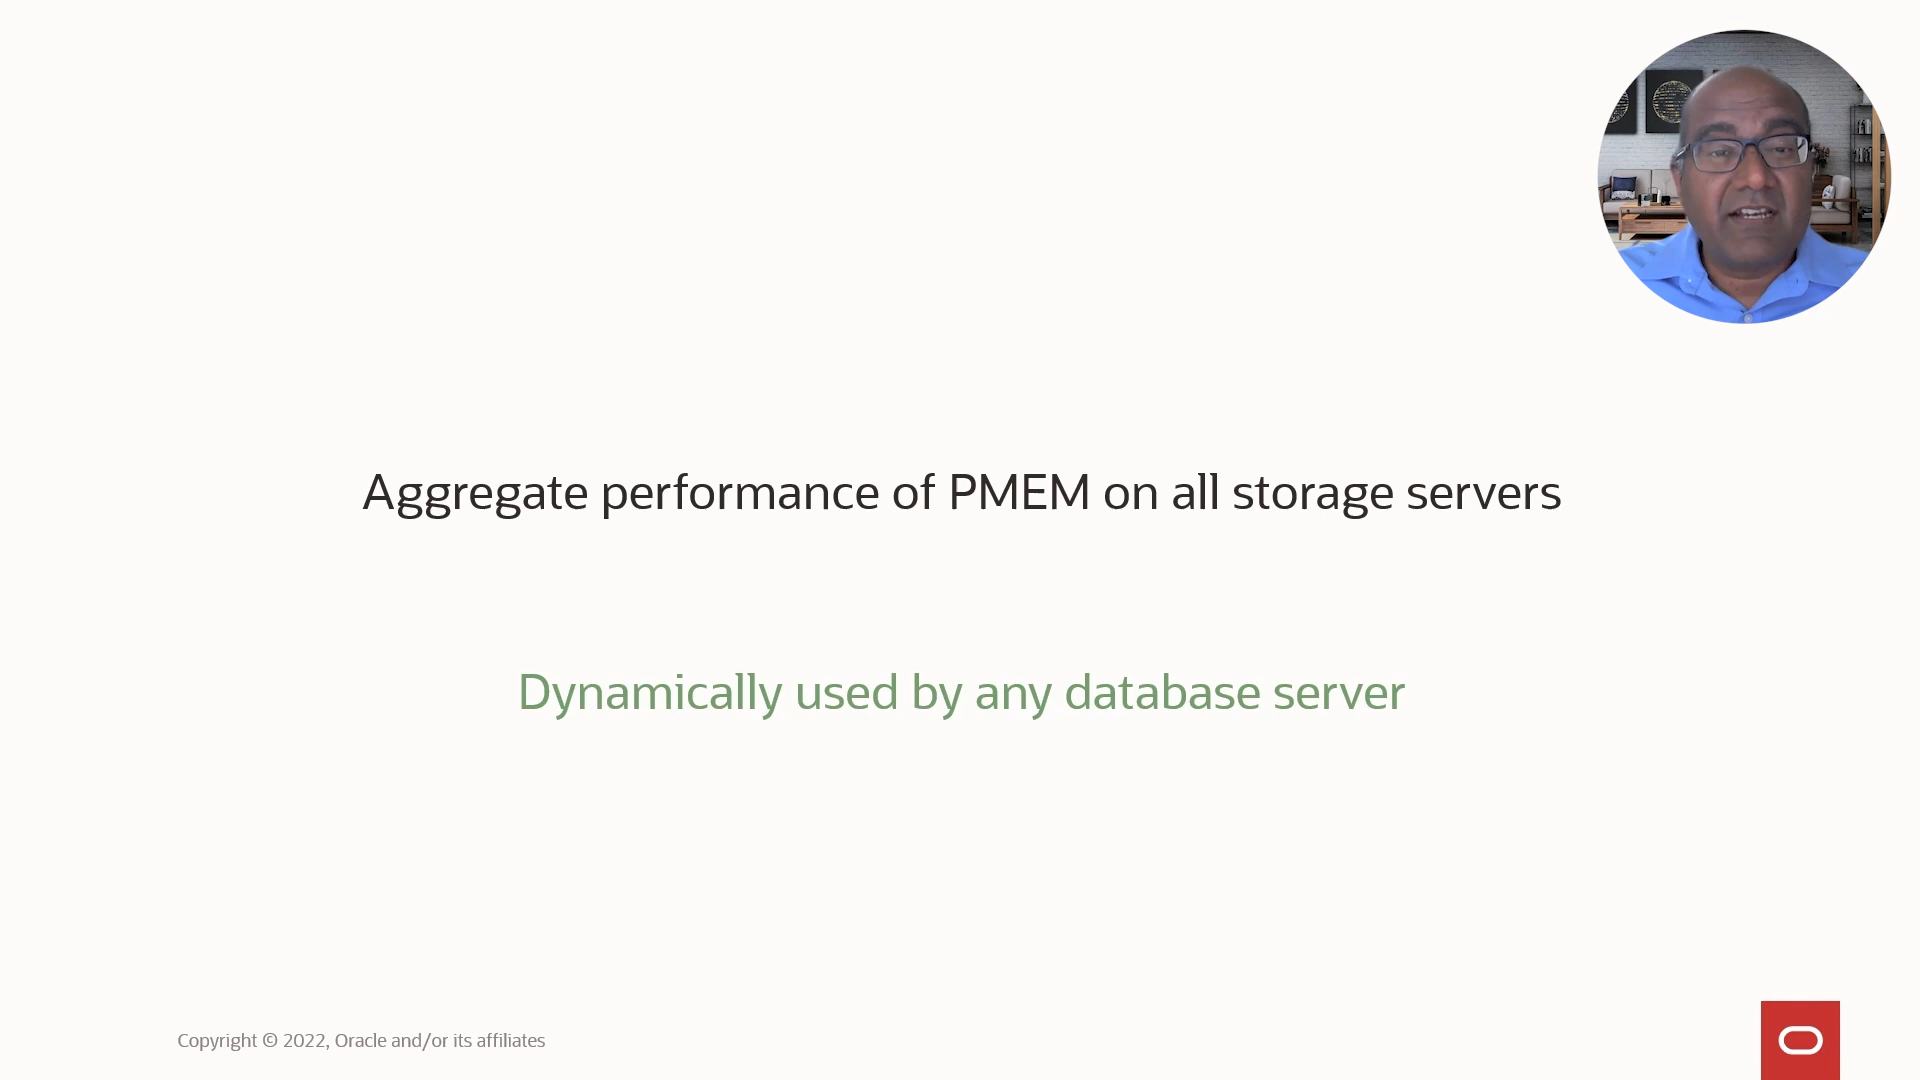 Aggregate performance of PMEM on all storage servers
Dynamically used by any database server
Copyright © 2022, Oracle and/or its affiliates